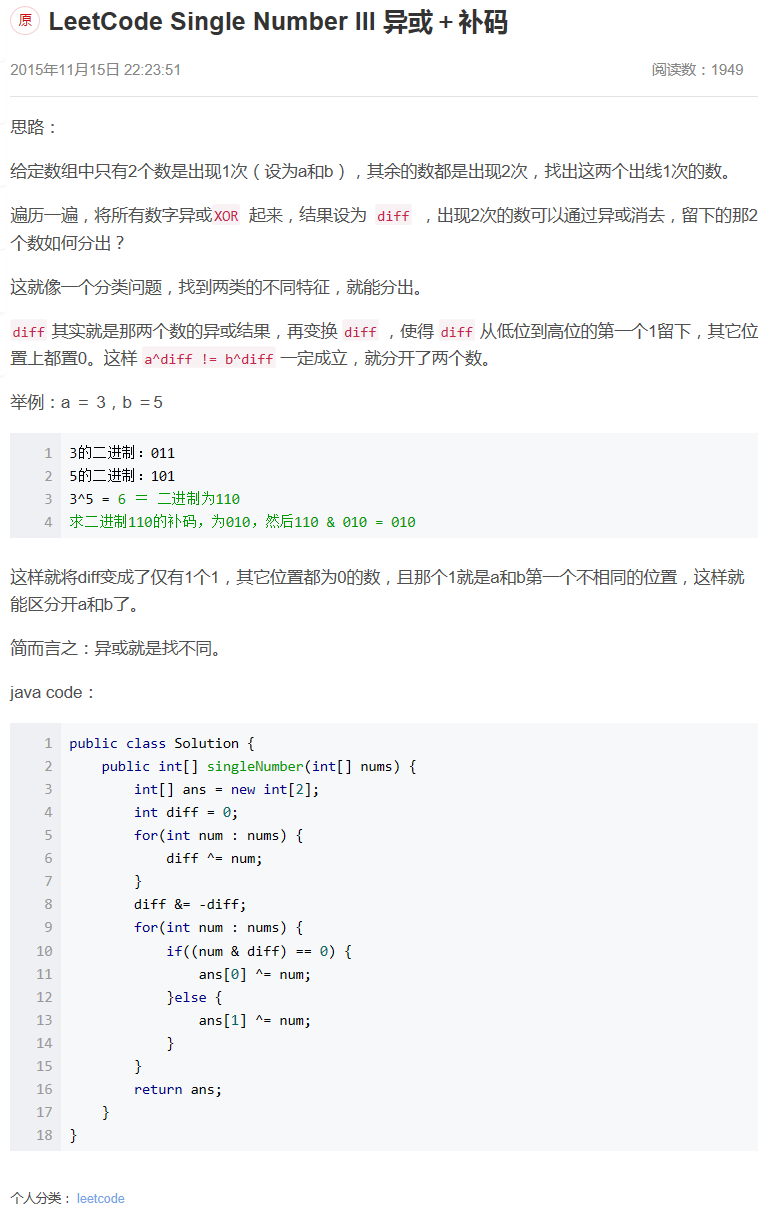 原 LeetCode Single Number III 异或 + 补码
2015年11月15日 22:23:51 阅读数：1949
思路：
给定数组中只有2个数是出现1次（设为a和b），其余的数都是出现2次，找出这两个出线1次的数。
遍历一遍，将所有数字异或XOR 起来，结果设为 diff ，出现2次的数可以通过异或消去，留下的那2
个数如何分出？
这就像一个分类问题，找到两类的不同特征，就能分出。
diff 其实就是那两个数的异或结果，再变换 diff ，使得 diff 从低位到高位的第一个1留下，其它位
置上都置0。这样 a^diff != b^diff 一定成立，就分开了两个数。
举例：a ＝ 3，b ＝5
1 3的二进制：011
2 5的二进制：101
3 3^5 = 6 ＝ 二进制为110
4 求二进制110的补码，为010，然后110 & 010 = 010
这样就将diff变成了仅有1个1，其它位置都为0的数，且那个1就是a和b第一个不相同的位置，这样就
能区分开a和b了。
简而言之：异或就是找不同。
java code：
1 public class Solution {
2     public int[] singleNumber(int[] nums) {
3         int[] ans = new int[2];
4         int diff = 0;
5         for(int num : nums) {
6             diff ^= num;
7         }
8         diff &= -diff;
9         for(int num : nums) {
10             if((num & diff) == 0) {
11                 ans[0] ^= num;
12             }else {
13                 ans[1] ^= num;
14             }
15         }
16         return ans;
17     }
18 }
个人分类： leetcode